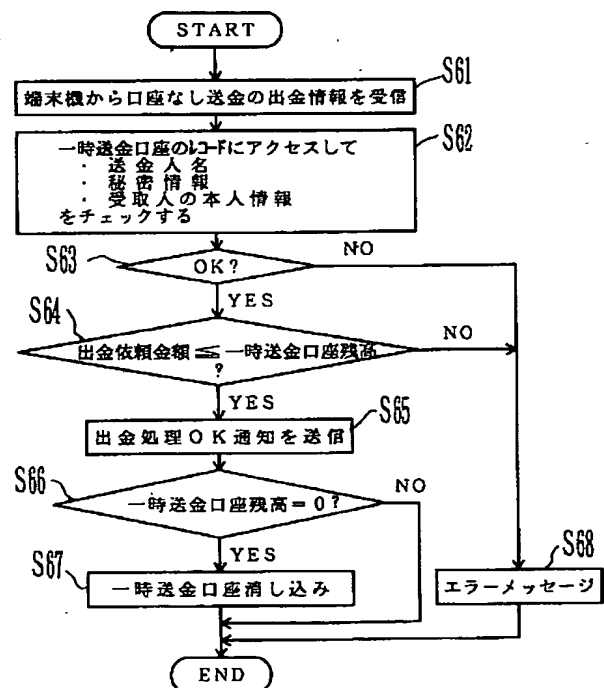 START
S61
端末機から口座なし送金の出金情報を受信
S62
一時送金口座のレコードにアクセスして
・ 送金人名
・ 秘密情報
・ 受取人の本人情報
をチェックする
S63
OK?
NO
YES
S64
出金依頼金額≦一時送金口座残高
?
NO
YES
S65
出金処理OK通知を送信
S66
一時送金口座残高=0?
NO
YES
S67
一時送金口座消し込み
S68
エラーメッセージ
END